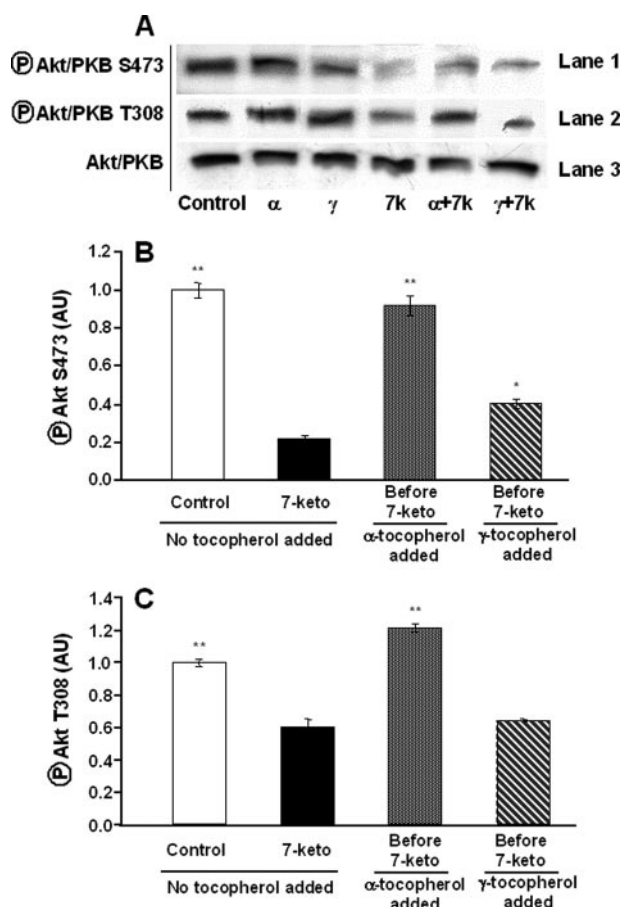 A
Ⓟ Akt/PKB S473 Lane 1
Ⓟ Akt/PKB T308 Lane 2
Akt/PKB Lane 3
Control α γ 7k α+7k γ+7k
B
Ⓟ Akt S473 (AU)
1.2
1.0
0.8
0.6
0.4
0.2
0.0
** ** *
Control 7-keto Before 7-keto Before 7-keto
No tocopherol added α-tocopherol added γ-tocopherol added
C
Ⓟ Akt T308 (AU)
1.4
1.2
1.0
0.8
0.6
0.4
0.2
0.0
** **
Control 7-keto Before 7-keto Before 7-keto
No tocopherol added α-tocopherol added γ-tocopherol added